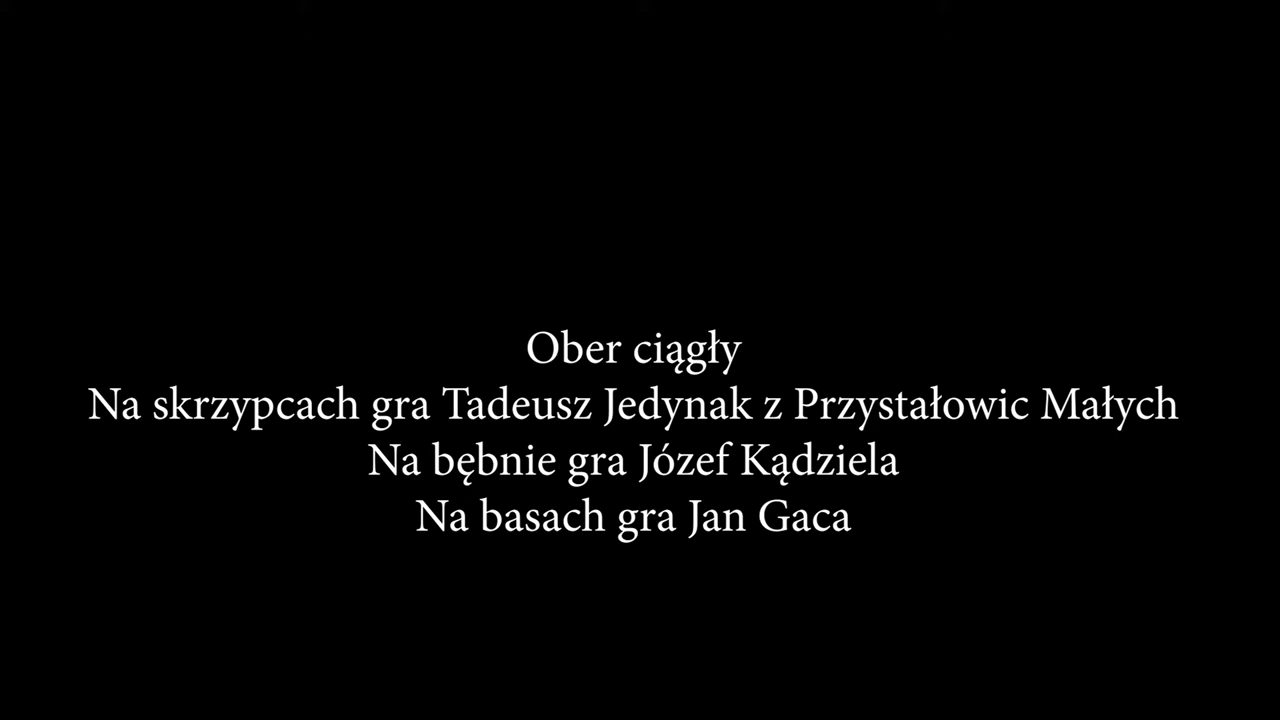 Ober ciągły
Na skrzypcach gra Tadeusz Jedynak z Przystałowic Małych
Na bębnie gra Józef Kądziela
Na basach gra Jan Gaca